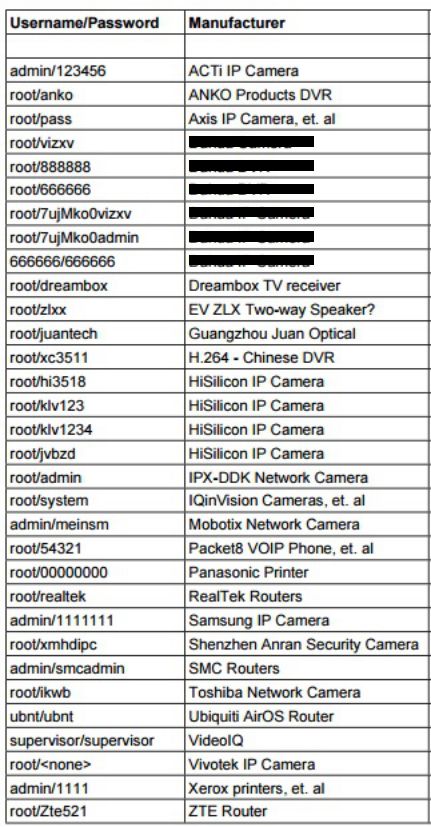 Username/Password Manufacturer
admin/123456 ACTi IP Camera
root/anko ANKO Products DVR
root/pass Axis IP Camera, et. al
root/vizxv
root/888888
root/666666
root/7ujMko0vizxv
root/7ujMko0admin
666666/666666
root/dreambox Dreambox TV receiver
root/zlxx EV ZLX Two-way Speaker?
root/juantech Guangzhou Juan Optical
root/xc3511 H.264 - Chinese DVR
root/hi3518 HiSilicon IP Camera
root/klv123 HiSilicon IP Camera
root/klv1234 HiSilicon IP Camera
root/jvbzd HiSilicon IP Camera
root/admin IPX-DDK Network Camera
root/system IQinVision Cameras, et. al
admin/meinsm Mobotix Network Camera
root/54321 Packet8 VOIP Phone, et. al
root/00000000 Panasonic Printer
root/realtek RealTek Routers
admin/1111111 Samsung IP Camera
root/xmhdipc Shenzhen Anran Security Camera
admin/smcadmin SMC Routers
root/ikwb Toshiba Network Camera
ubnt/ubnt Ubiquiti AirOS Router
supervisor/supervisor VideoIQ
root/<none> Vivotek IP Camera
admin/1111 Xerox printers, et. al
root/Zte521 ZTE Router